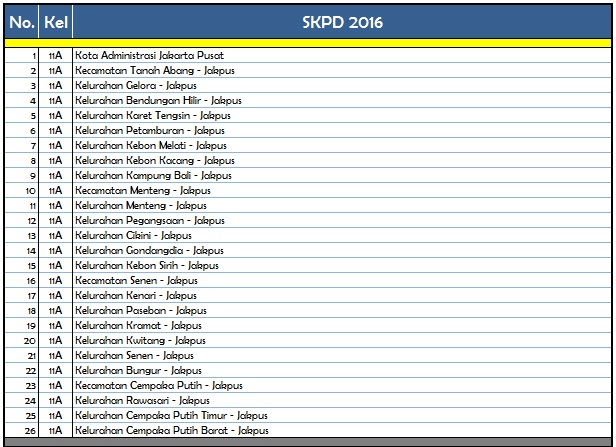 No. Kel SKPD 2016
1 11A Kota Administrasi Jakarta Pusat
2 11A Kecamatan Tanah Abang - Jakpus
3 11A Kelurahan Gelora - Jakpus
4 11A Kelurahan Bendungan Hilir - Jakpus
5 11A Kelurahan Karet Tengsin - Jakpus
6 11A Kelurahan Petamburan - Jakpus
7 11A Kelurahan Kebon Melati - Jakpus
8 11A Kelurahan Kebon Kacang - Jakpus
9 11A Kelurahan Kampung Bali - Jakpus
10 11A Kecamatan Menteng - Jakpus
11 11A Kelurahan Menteng - Jakpus
12 11A Kelurahan Pegangsaan - Jakpus
13 11A Kelurahan Cikini - Jakpus
14 11A Kelurahan Gondangdia - Jakpus
15 11A Kelurahan Kebon Sirih - Jakpus
16 11A Kecamatan Senen - Jakpus
17 11A Kelurahan Kenari - Jakpus
18 11A Kelurahan Paseban - Jakpus
19 11A Kelurahan Kramat - Jakpus
20 11A Kelurahan Kwitang - Jakpus
21 11A Kelurahan Senen - Jakpus
22 11A Kelurahan Bungur - Jakpus
23 11A Kecamatan Cempaka Putih - Jakpus
24 11A Kelurahan Rawasari - Jakpus
25 11A Kelurahan Cempaka Putih Timur - Jakpus
26 11A Kelurahan Cempaka Putih Barat - Jakpus